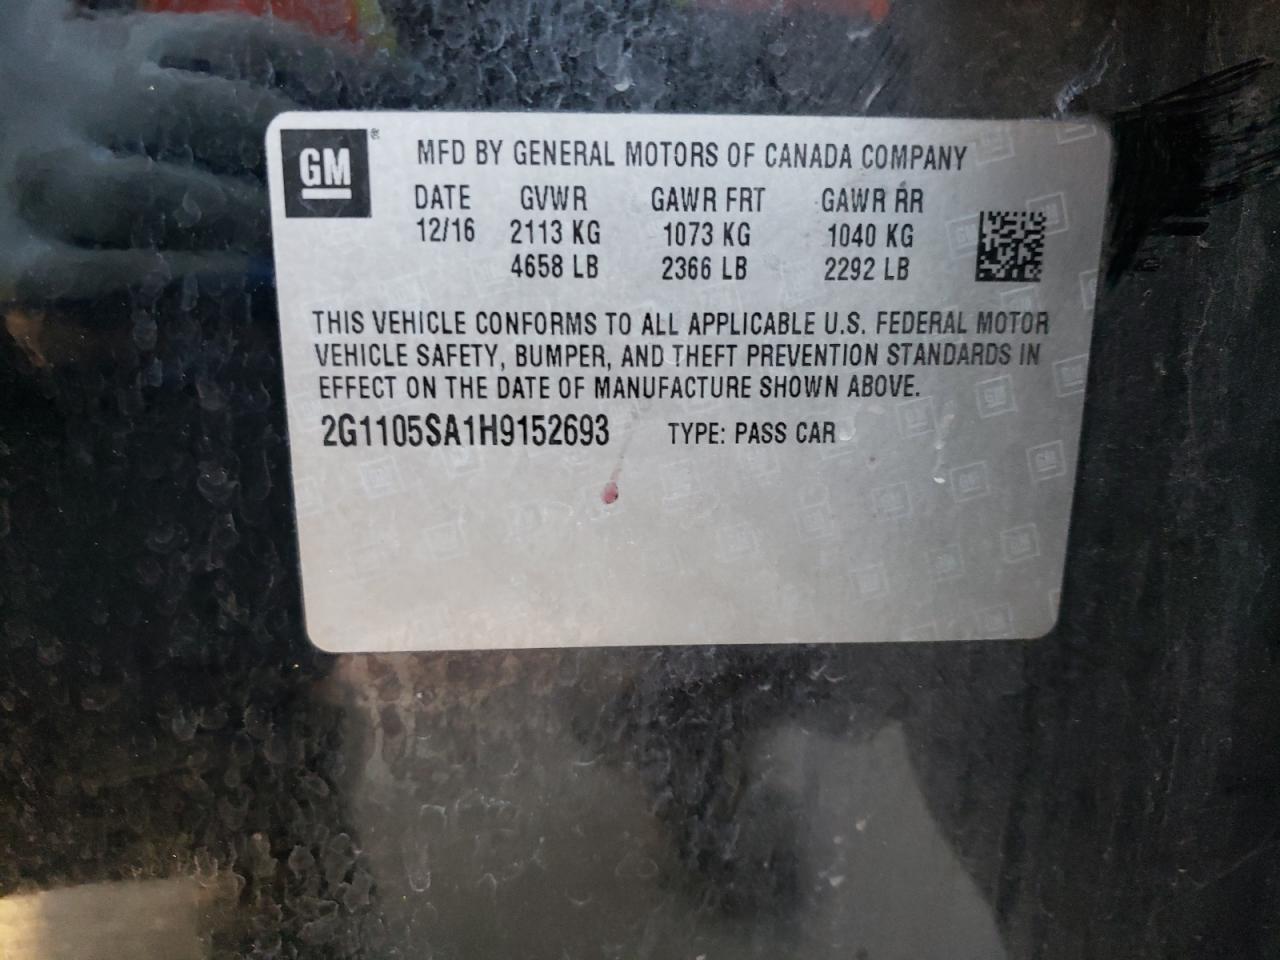 GM ®
MFD BY GENERAL MOTORS OF CANADA COMPANY
DATE GVWR GAWR FRT GAWR RR
12/16 2113 KG 1073 KG 1040 KG
4658 LB 2366 LB 2292 LB
THIS VEHICLE CONFORMS TO ALL APPLICABLE U.S. FEDERAL MOTOR
VEHICLE SAFETY, BUMPER, AND THEFT PREVENTION STANDARDS IN
EFFECT ON THE DATE OF MANUFACTURE SHOWN ABOVE.
2G1105SA1H9152693 TYPE: PASS CAR